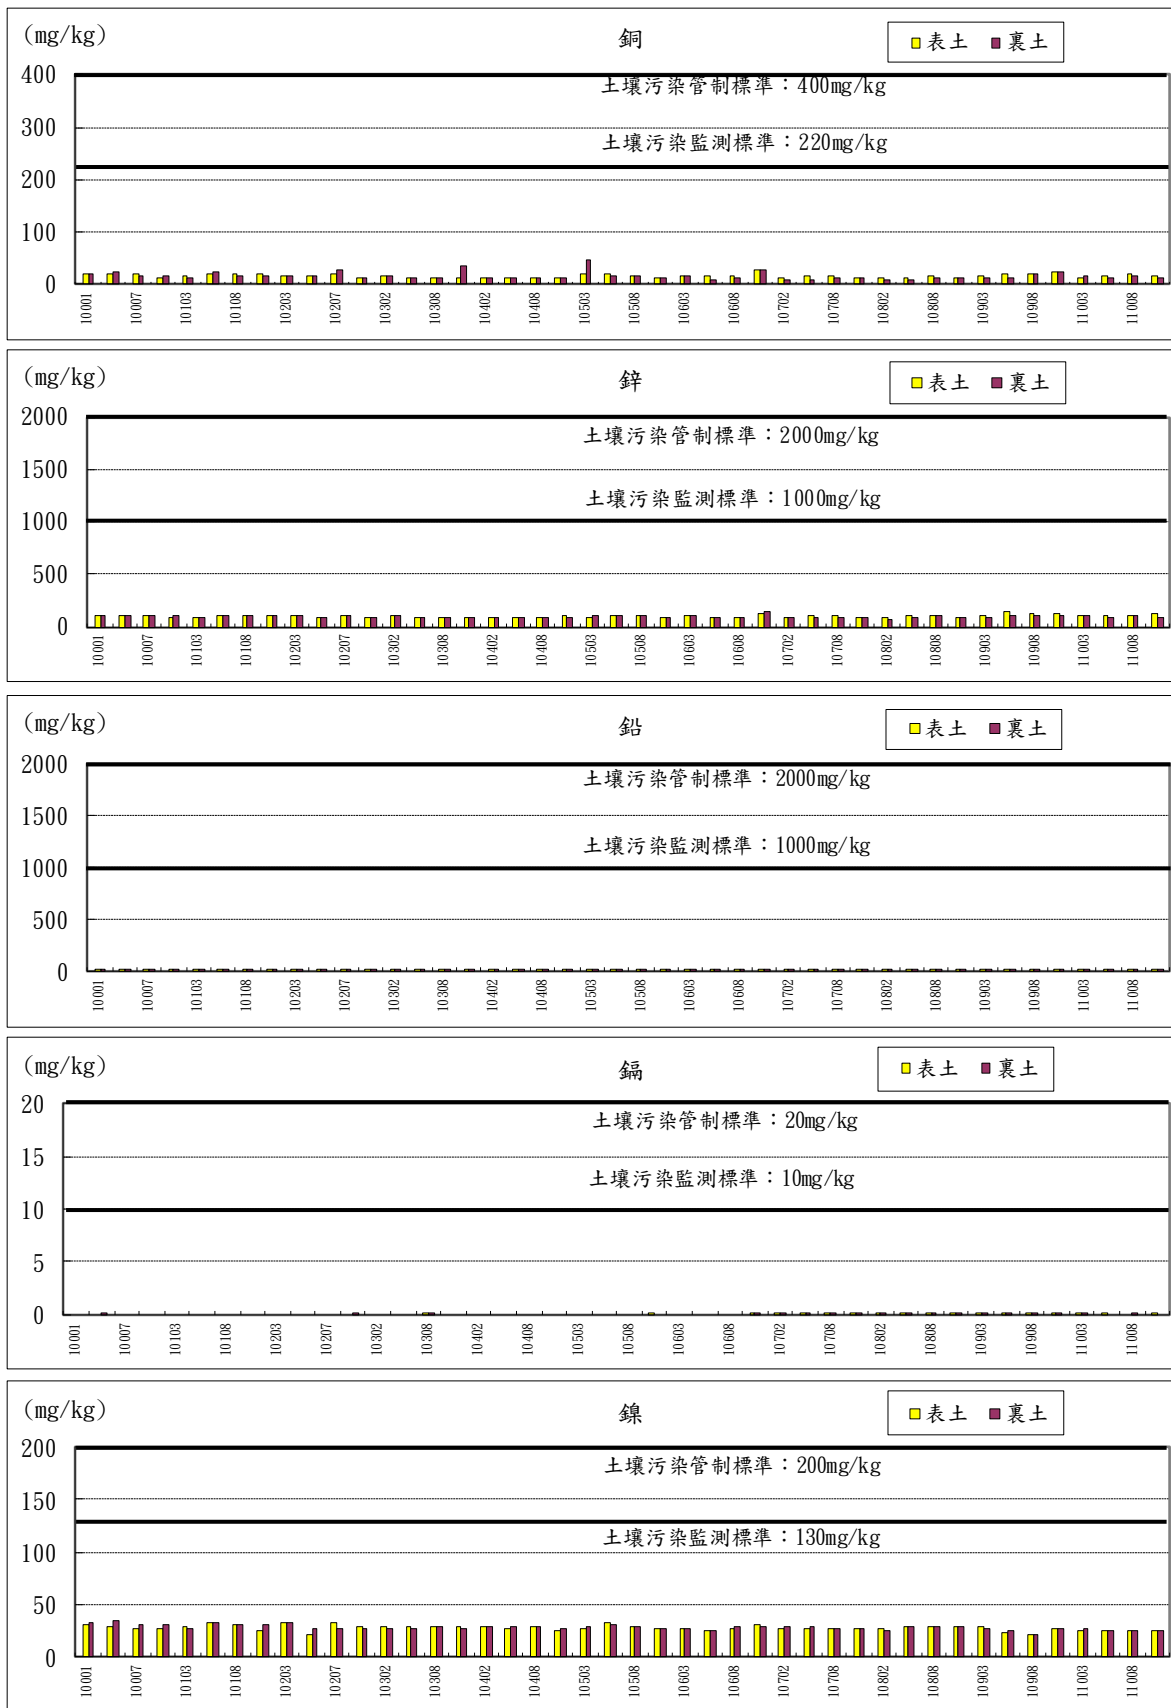 (mg/kg)
銅
表土 裏土
400
土壤污染管制標準：400mg/kg
300
土壤污染監測標準：220mg/kg
200
100
0
10001 10007 10103 10108 10203 10207 10302 10308 10402 10408 10503 10508 10603 10608 10702 10708 10802 10808 10903 10908 11003 11008
(mg/kg)
鋅
表土 裏土
2000
土壤污染管制標準：2000mg/kg
1500
土壤污染監測標準：1000mg/kg
1000
500
0
10001 10007 10103 10108 10203 10207 10302 10308 10402 10408 10503 10508 10603 10608 10702 10708 10802 10808 10903 10908 11003 11008
(mg/kg)
鉛
表土 裏土
2000
土壤污染管制標準：2000mg/kg
1500
土壤污染監測標準：1000mg/kg
1000
500
0
10001 10007 10103 10108 10203 10207 10302 10308 10402 10408 10503 10508 10603 10608 10702 10708 10802 10808 10903 10908 11003 11008
(mg/kg)
鎘
表土 裏土
20
土壤污染管制標準：20mg/kg
15
土壤污染監測標準：10mg/kg
10
5
0
10001 10007 10103 10108 10203 10207 10302 10308 10402 10408 10503 10508 10603 10608 10702 10708 10802 10808 10903 10908 11003 11008
(mg/kg)
鎳
表土 裏土
200
土壤污染管制標準：200mg/kg
150
土壤污染監測標準：130mg/kg
100
50
0
10001 10007 10103 10108 10203 10207 10302 10308 10402 10408 10503 10508 10603 10608 10702 10708 10802 10808 10903 10908 11003 11008